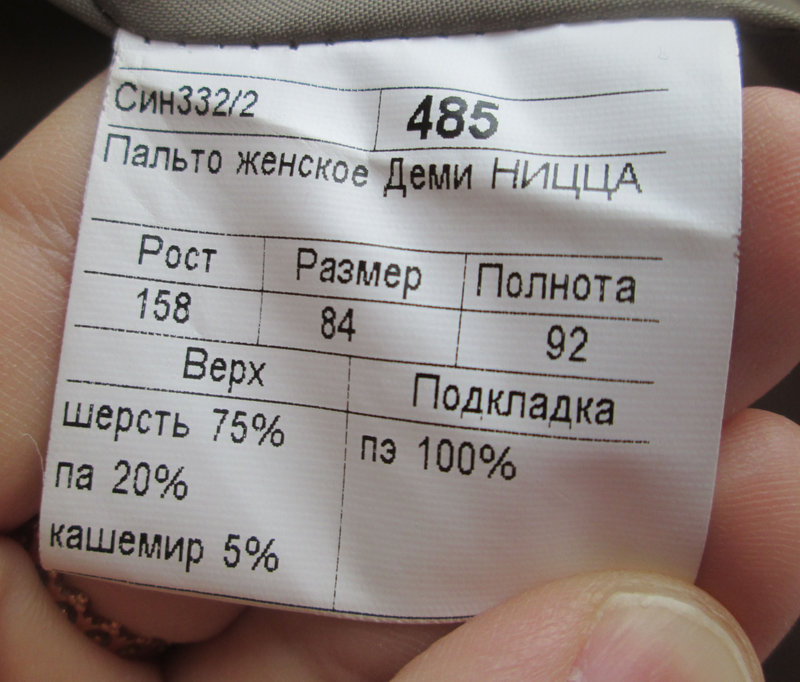 Син332/2 485
Пальто женское Деми НИЦЦА
Рост Размер Полнота
158 84 92
Верх Подкладка
шерсть 75% пэ 100%
па 20%
кашемир 5%